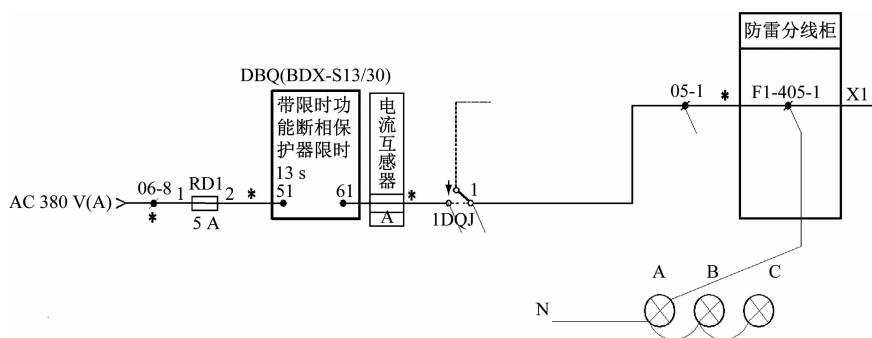 防雷分线柜
DBQ(BDX-S13/30)
带限时功
能断相保
护器限时
13 s
51
61
电流互感器
A
05-1
*
F1-405-1
X1
AC 380 V(A)
06-8
*
1
RD1
2
5 A
*
*
1
1DQJ
A
B
C
N